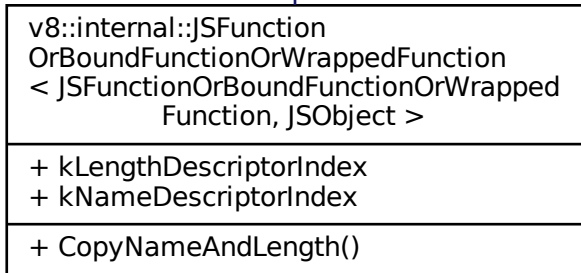 v8::internal::JSFunction
OrBoundFunctionOrWrappedFunction
< JSFunctionOrBoundFunctionOrWrapped
Function, JSObject >
+ kLengthDescriptorIndex
+ kNameDescriptorIndex
+ CopyNameAndLength()